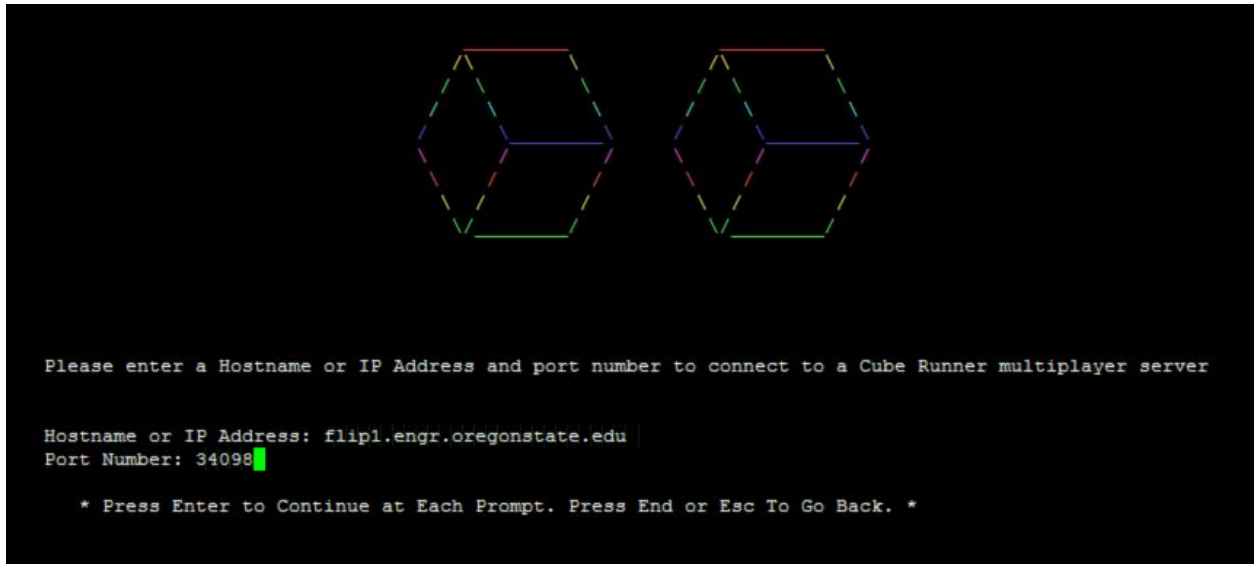 Please enter a Hostname or IP Address and port number to connect to a Cube Runner multiplayer server
Hostname or IP Address: flip1.engr.oregonstate.edu
Port Number: 34098
* Press Enter to Continue at Each Prompt. Press End or Esc To Go Back. *